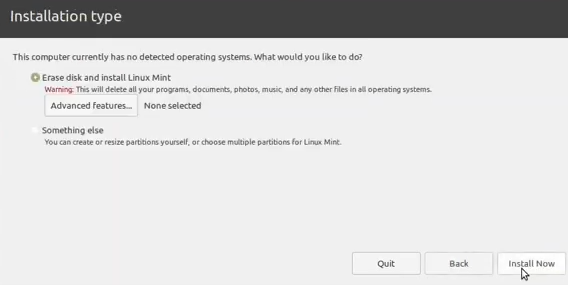 Installation type
This computer currently has no detected operating systems. What would you like to do?
Erase disk and install Linux Mint
Warning: This will delete all your programs, documents, photos, music, and any other files in all operating systems.
Advanced features... None selected
Something else
You can create or resize partitions yourself, or choose multiple partitions for Linux Mint.
Quit Back Install Now